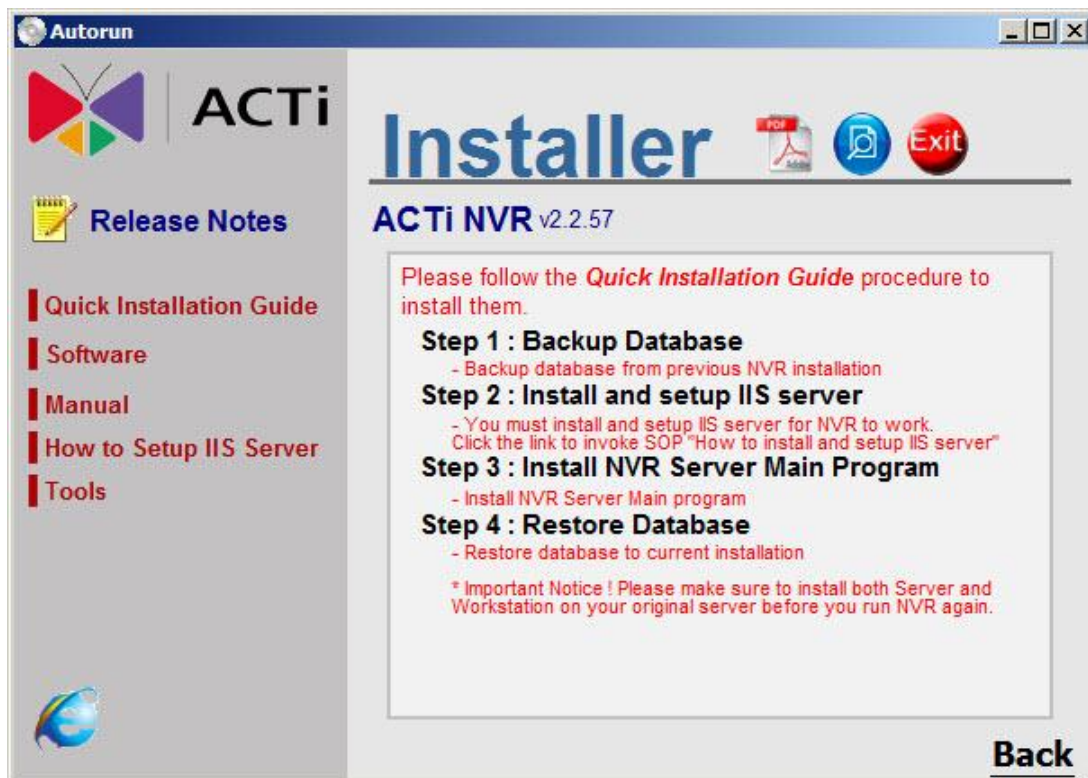 Autorun
ACTi
Installer
PDF
Adobe
Exit
Release Notes
ACTi NVR v2.2.57
Quick Installation Guide
Software
Manual
How to Setup IIS Server
Tools
Please follow the Quick Installation Guide procedure to
install them.
Step 1 : Backup Database
- Backup database from previous NVR installation
Step 2 : Install and setup IIS server
- You must install and setup IIS server for NVR to work.
Click the link to invoke SOP "How to install and setup IIS server"
Step 3 : Install NVR Server Main Program
- Install NVR Server Main program
Step 4 : Restore Database
- Restore database to current installation
* Important Notice ! Please make sure to install both Server and
Workstation on your original server before you run NVR again.
Back